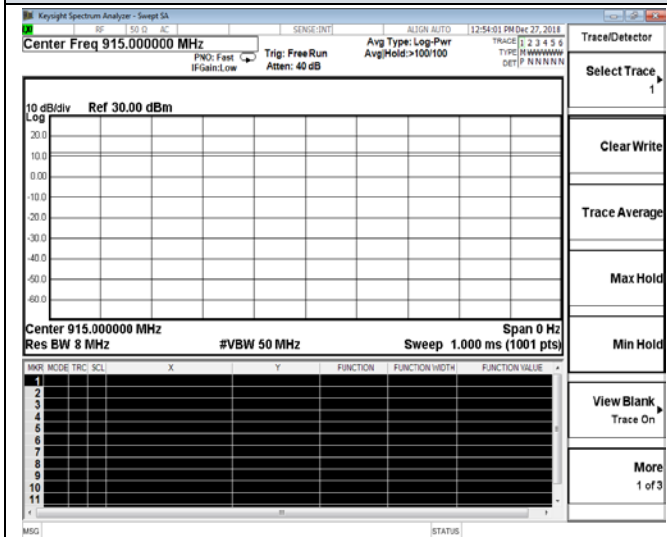 Keysight Spectrum Analyzer - Swept SA
RF 50 Ω AC SENSE:INT ALIGN AUTO 12:54:01 PM Dec 27, 2018
Center Freq 915.000000 MHz
PNO: Fast
IFGain:Low
Trig: Free Run
Atten: 40 dB
Avg Type: Log-Pwr
Avg|Hold:>100/100
TRACE 1 2 3 4 5 6
TYPE M WWWWW
DET P N N N N N
10 dB/div Ref 30.00 dBm
Log
20.0
10.0
0.00
-10.0
-20.0
-30.0
-40.0
-50.0
-60.0
Center 915.000000 MHz Span 0 Hz
Res BW 8 MHz #VBW 50 MHz Sweep 1.000 ms (1001 pts)
MKR MODE TRC SCL X Y FUNCTION FUNCTION WIDTH FUNCTION VALUE
1
2
3
4
5
6
7
8
9
10
11
MSG STATUS
Trace/Detector
Select Trace
1
Clear Write
Trace Average
Max Hold
Min Hold
View Blank
Trace On
More
1 of 3